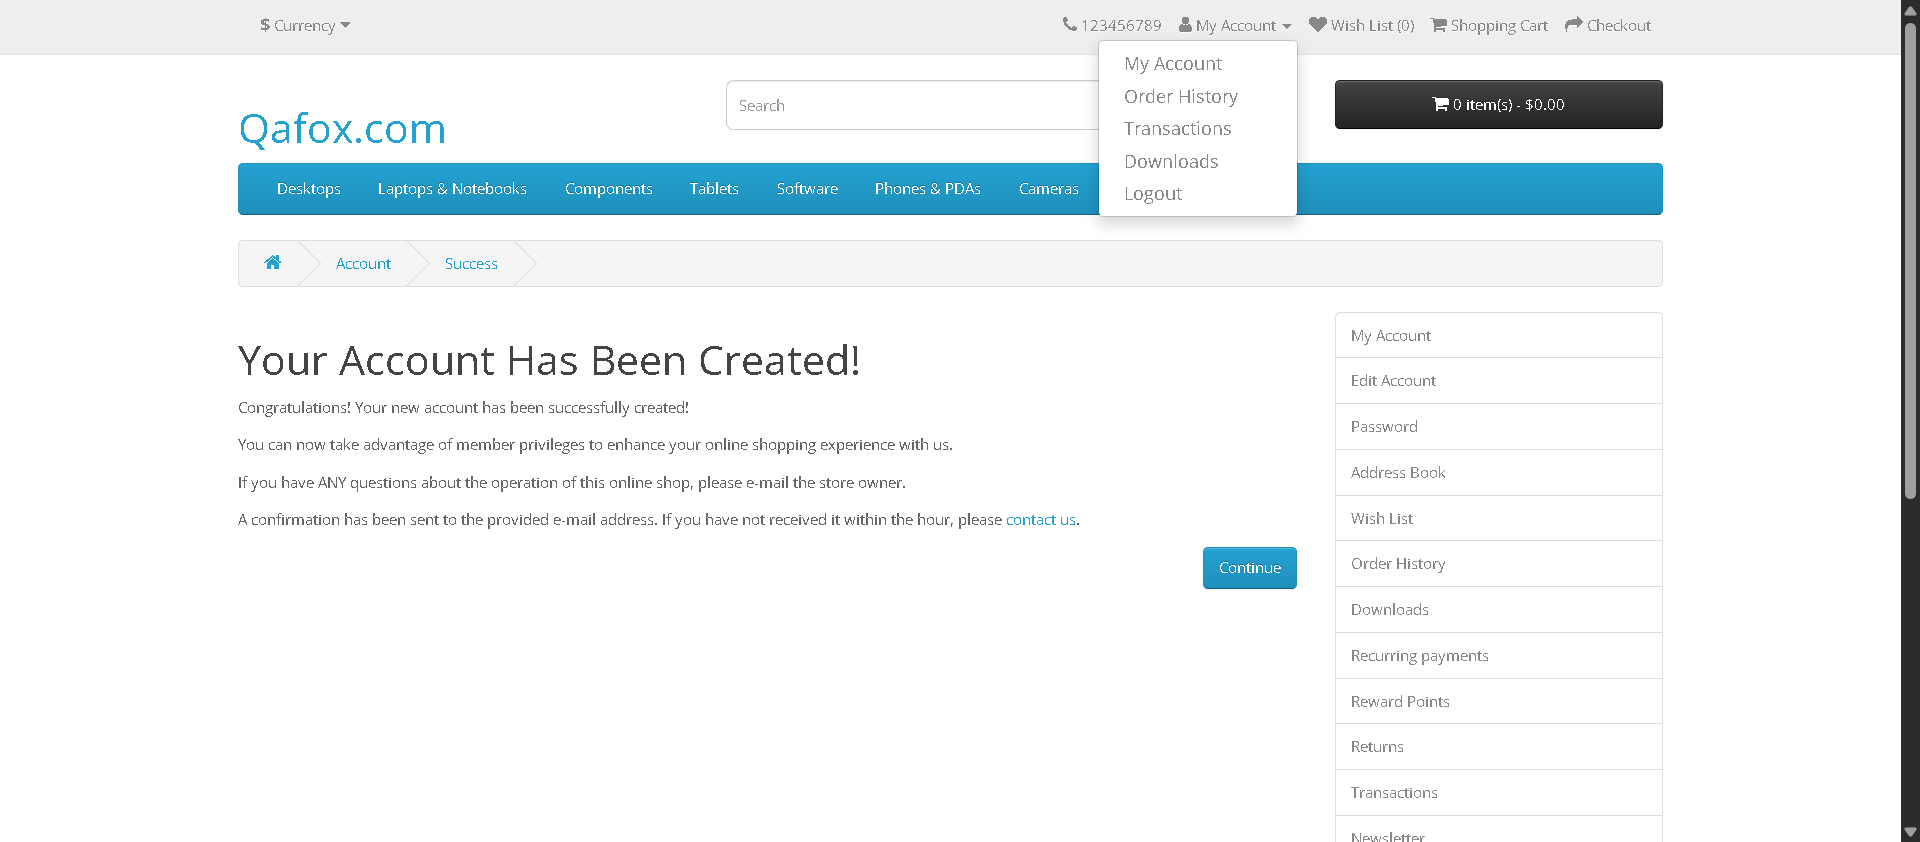 $ Currency
123456789
My Account
Wish List (0)
Shopping Cart
Checkout
My Account
Order History
Transactions
Downloads
Logout
Qafox.com
Search
0 item(s) - $0.00
Desktops
Laptops & Notebooks
Components
Tablets
Software
Phones & PDAs
Cameras
Account
Success
Your Account Has Been Created!
Congratulations! Your new account has been successfully created!
You can now take advantage of member privileges to enhance your online shopping experience with us.
If you have ANY questions about the operation of this online shop, please e-mail the store owner.
A confirmation has been sent to the provided e-mail address. If you have not received it within the hour, please contact us.
Continue
My Account
Edit Account
Password
Address Book
Wish List
Order History
Downloads
Recurring payments
Reward Points
Returns
Transactions
Newsletter